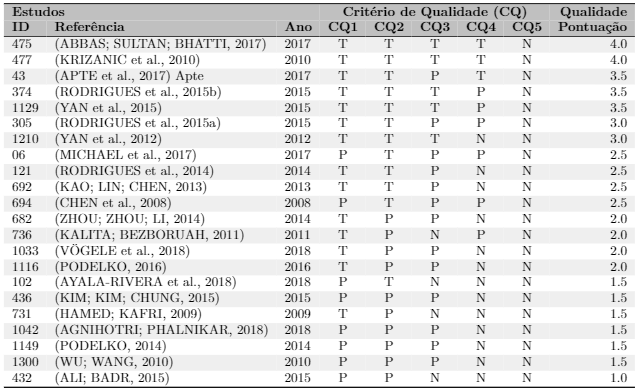 Estudos Critério de Qualidade (CQ) Qualidade
ID Referência Ano CQ1 CQ2 CQ3 CQ4 CQ5 Pontuação
475 (ABBAS; SULTAN; BHATTI, 2017) 2017 T T T T N 4.0
477 (KRIZANIC et al., 2010) 2010 T T T T N 4.0
43 (APTE et al., 2017) Apte 2017 T T P T N 3.5
374 (RODRIGUES et al., 2015b) 2015 T T T P N 3.5
1129 (YAN et al., 2015) 2015 T T T P N 3.5
305 (RODRIGUES et al., 2015a) 2015 T T P P N 3.0
1210 (YAN et al., 2012) 2012 T T T N N 3.0
06 (MICHAEL et al., 2017) 2017 P T P P N 2.5
121 (RODRIGUES et al., 2014) 2014 T T P N N 2.5
692 (KAO; LIN; CHEN, 2013) 2013 T T P N N 2.5
694 (CHEN et al., 2008) 2008 P T P P N 2.5
682 (ZHOU; ZHOU; LI, 2014) 2014 T P P N N 2.0
736 (KALITA; BEZBORUAH, 2011) 2011 T P N P N 2.0
1033 (VÖGELE et al., 2018) 2018 T P P N N 2.0
1116 (PODELKO, 2016) 2016 T P P N N 2.0
102 (AYALA-RIVERA et al., 2018) 2018 P T N N N 1.5
436 (KIM; KIM; CHUNG, 2015) 2015 P P P N N 1.5
731 (HAMED; KAFRI, 2009) 2009 T P N N N 1.5
1042 (AGNIHOTRI; PHALNIKAR, 2018) 2018 P P P N N 1.5
1149 (PODELKO, 2014) 2014 P P P N N 1.5
1300 (WU; WANG, 2010) 2010 P P P N N 1.5
432 (ALI; BADR, 2015) 2015 P P N N N 1.0